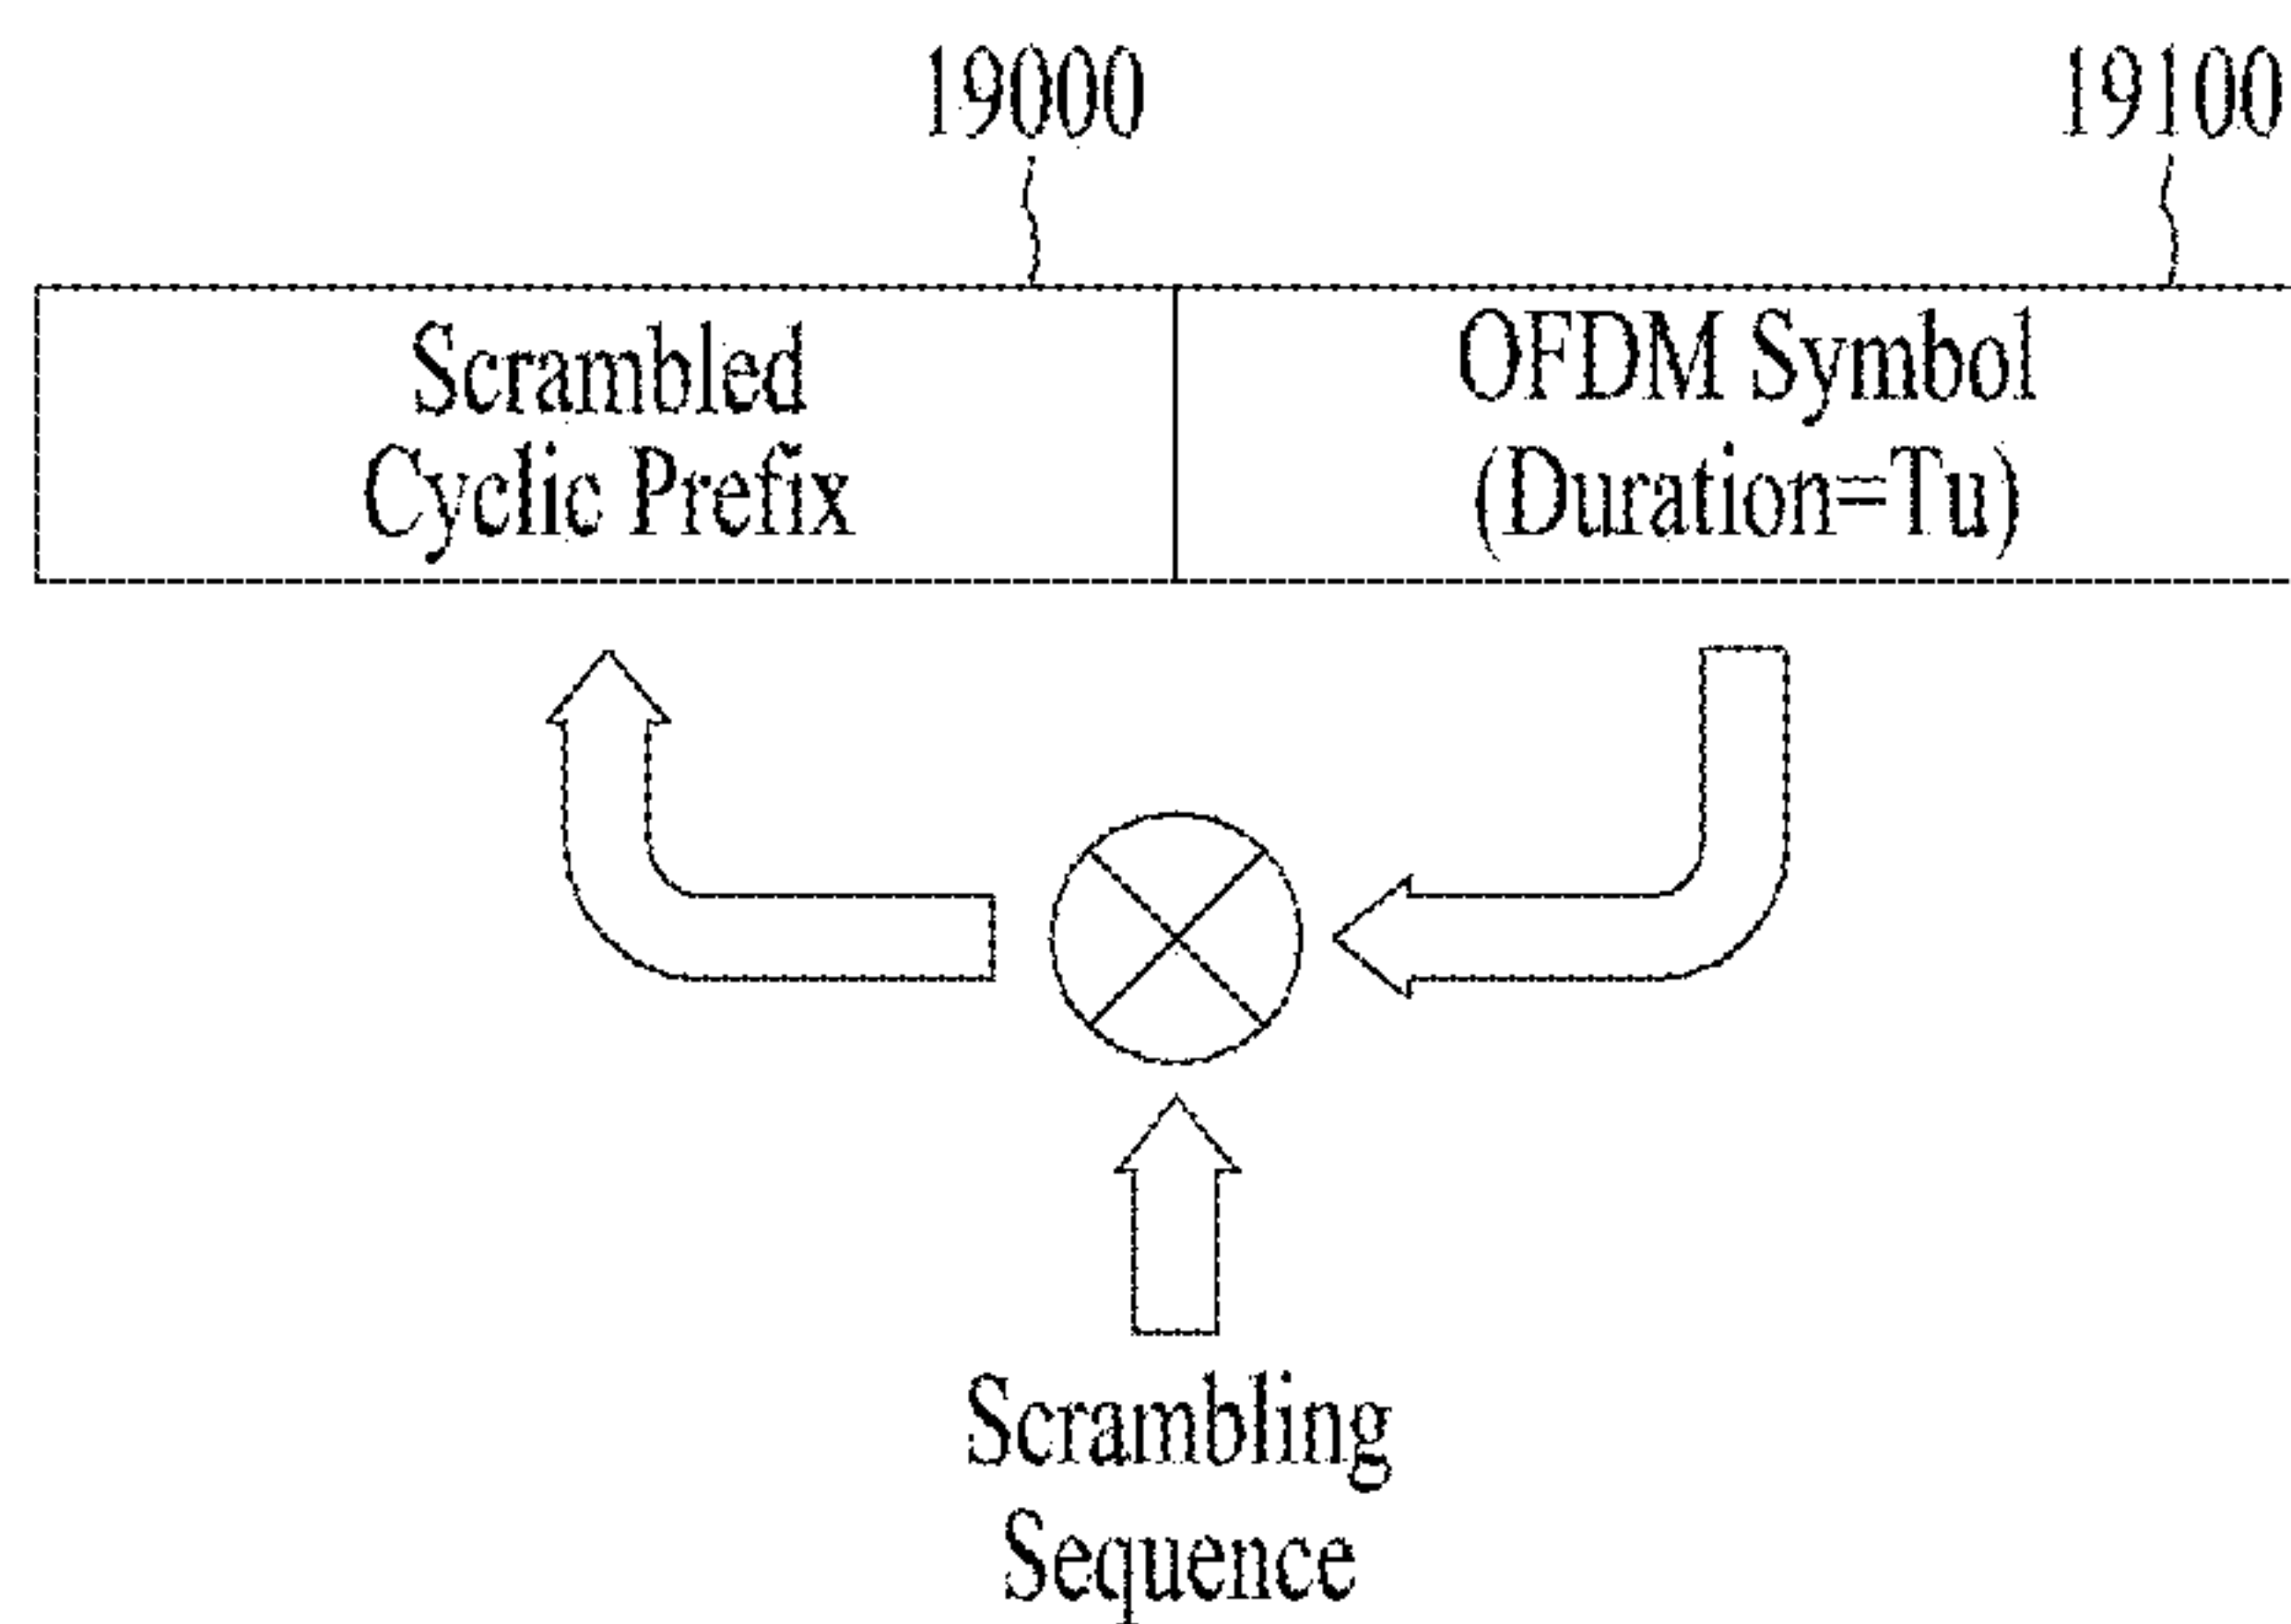 19000
19100
Scrambled
Cyclic Prefix
OFDM Symbol
(Duration=Tu)
Scrambling
Sequence